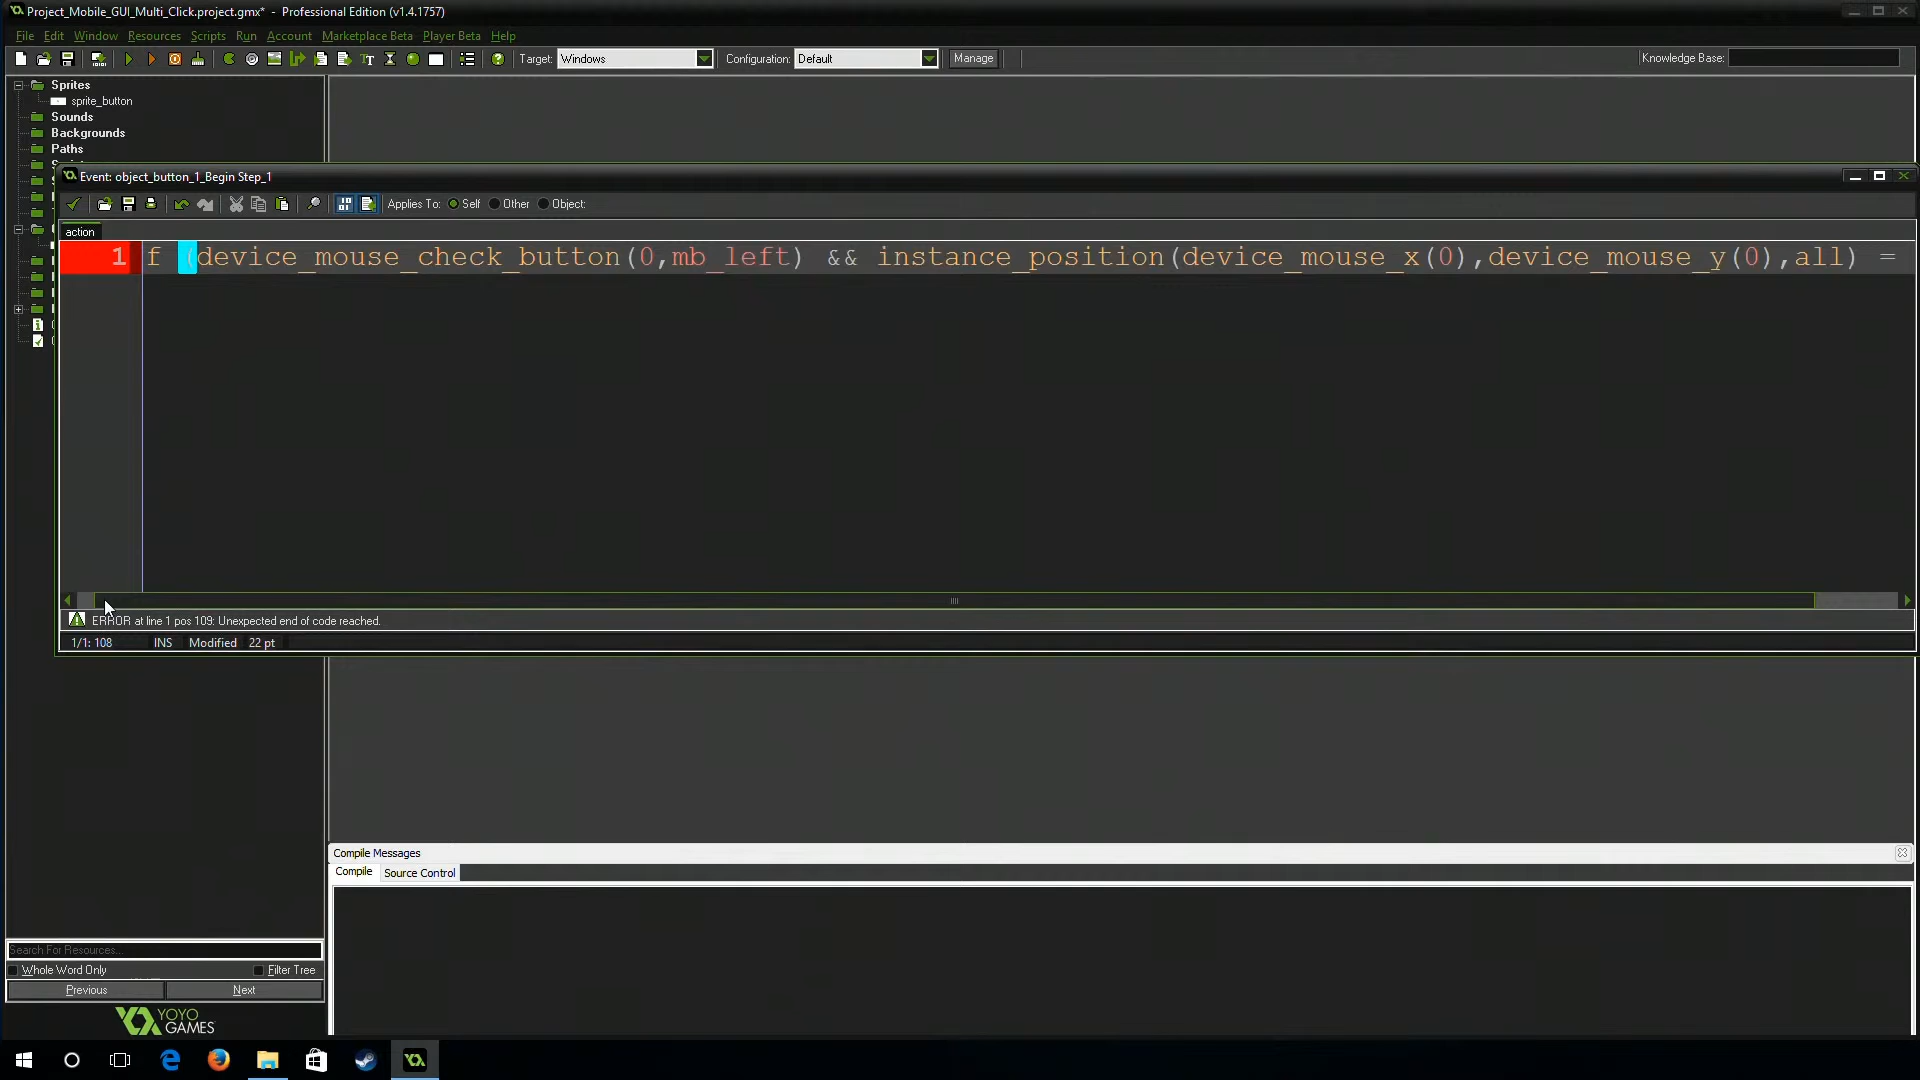 Project_Mobile_GUI_Multi_Click.project.gmx* - Professional Edition (v1.4.1757)
File Edit Window Resources Scripts Run Account Marketplace Beta Player Beta Help
Target: Windows Configuration: Default Manage Knowledge Base:
Sprites
sprite_button
Sounds
Backgrounds
Paths
Event: object_button_1_Begin Step_1
Applies To: Self Other Object:
action
1 f (device_mouse_check_button(0,mb_left) && instance_position(device_mouse_x(0),device_mouse_y(0),all) =
ERROR at line 1 pos 109: Unexpected end of code reached.
1/1: 108 INS Modified 22 pt
Compile Messages
Compile Source Control
Search For Resources...
Whole Word Only Filter Tree
Previous Next
YOYO
GAMES